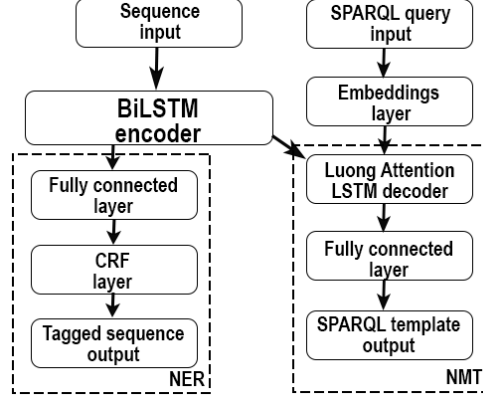 Sequence
input
SPARQL query
input
Embeddings
layer
BiLSTM
encoder
Fully connected
layer
CRF
layer
Tagged sequence
output
NER
Luong Attention
LSTM decoder
Fully connected
layer
SPARQL template
output
NMT